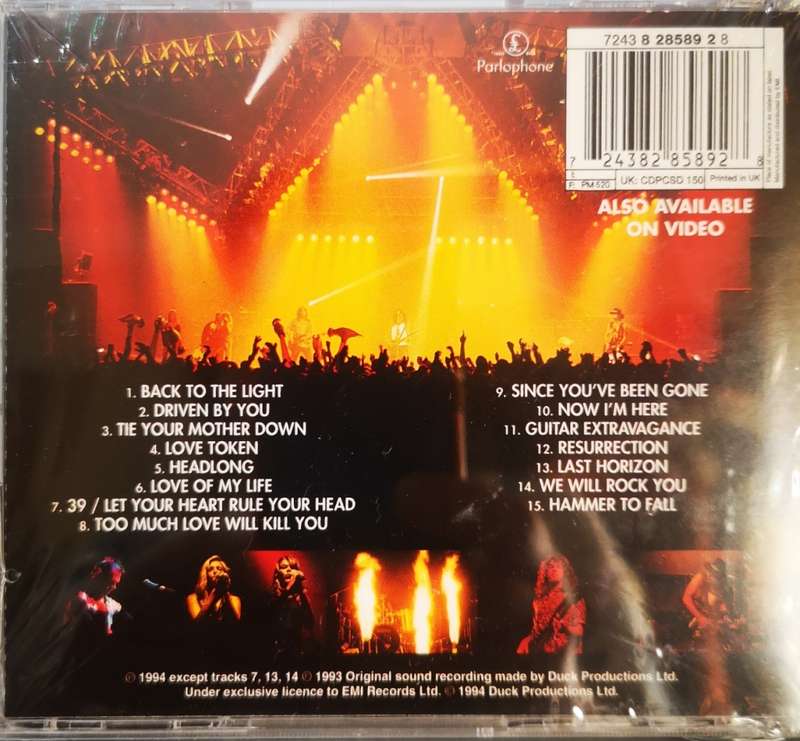 Parlophone
7243 8 28589 2 8
7 24382 85892 8
P: PM 520
UK: CDPCSD 150
Printed in UK
ALSO AVAILABLE
ON VIDEO
1. BACK TO THE LIGHT
2. DRIVEN BY YOU
3. TIE YOUR MOTHER DOWN
4. LOVE TOKEN
5. HEADLONG
6. LOVE OF MY LIFE
7. 39 / LET YOUR HEART RULE YOUR HEAD
8. TOO MUCH LOVE WILL KILL YOU
9. SINCE YOU'VE BEEN GONE
10. NOW I'M HERE
11. GUITAR EXTRAVAGANCE
12. RESURRECTION
13. LAST HORIZON
14. WE WILL ROCK YOU
15. HAMMER TO FALL
℗ 1994 except tracks 7, 13, 14 ℗ 1993 Original sound recording made by Duck Productions Ltd.
Under exclusive licence to EMI Records Ltd. © 1994 Duck Productions Ltd.